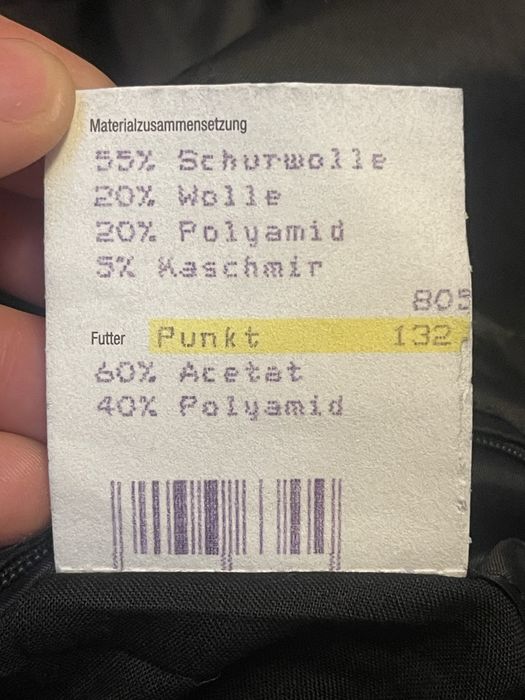 Materialzusammensetzung
55% Schurwolle
20% Wolle
20% Polyamid
5% Kaschmir
805
Futter Punkt 132
60% Acetat
40% Polyamid